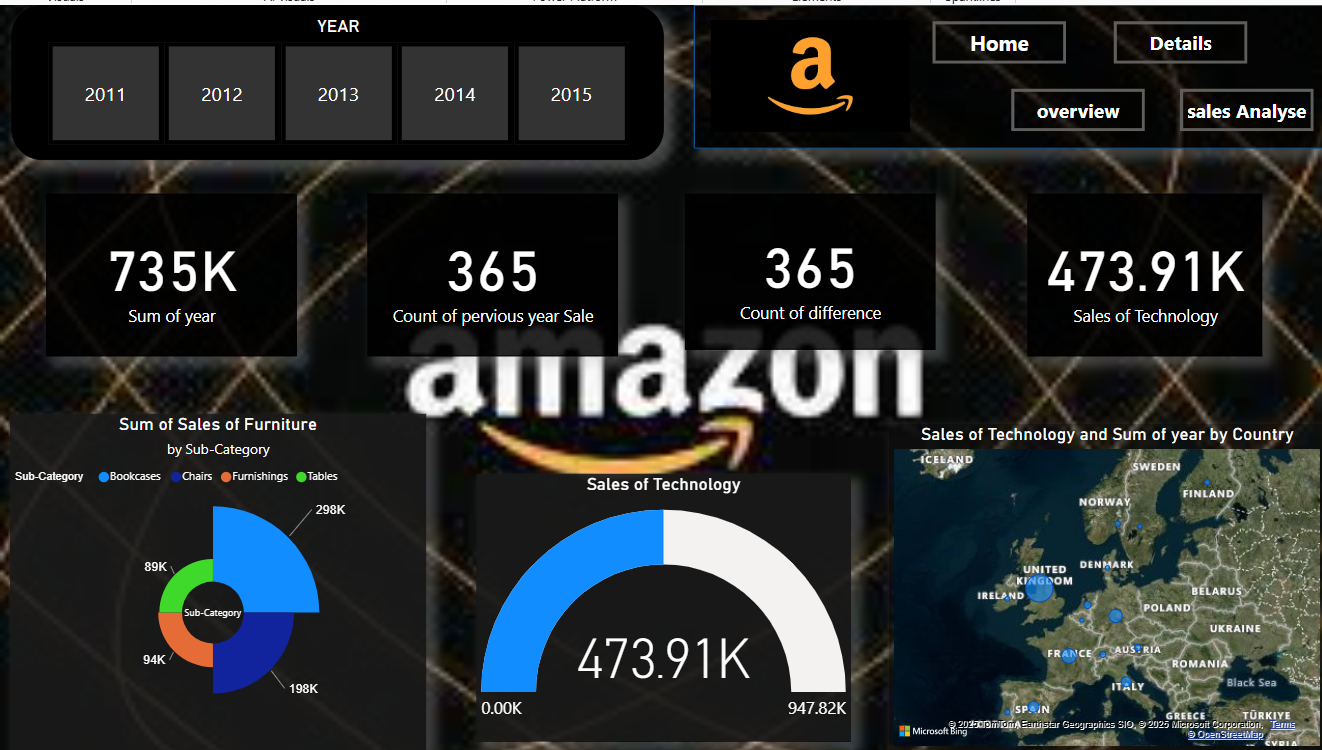 YEAR
2011 2012 2013 2014 2015
a
Home Details
overview sales Analyse
735K
Sum of year
365
Count of pervious year Sale
365
Count of difference
473.91K
Sales of Technology
amazon
Sum of Sales of Furniture
by Sub-Category
Sub-Category Bookcases Chairs Furnishings Tables
298K
89K
Sub-Category
94K
198K
Sales of Technology
473.91K
0.00K 947.82K
Sales of Technology and Sum of year by Country
ICELAND
SWEDEN
FINLAND
NORWAY
UNITED
KINGDOM
DENMARK
IRELAND
BELARUS
POLAND
UKRAINE
FRANCE
AUSTRIA
ROMANIA
ITALY
Black Sea
SPAIN
GREECE
TÜRKIYE
SYRIA
Microsoft Bing
Earthstar Geographics SIO, © 2025 Microsoft Corporation, Terms
© OpenStreetMap